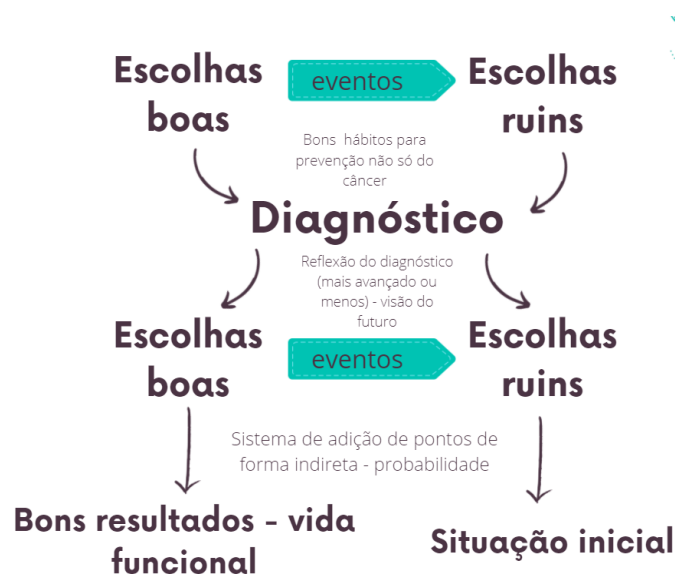 Escolhas
boas
eventos
Escolhas
ruins
Bons hábitos para
prevenção não só do
câncer
Diagnóstico
Reflexão do diagnóstico
(mais avançado ou
menos) - visão do
futuro
Escolhas
boas
eventos
Escolhas
ruins
Sistema de adição de pontos de
forma indireta - probabilidade
Bons resultados - vida
funcional
Situação inicial